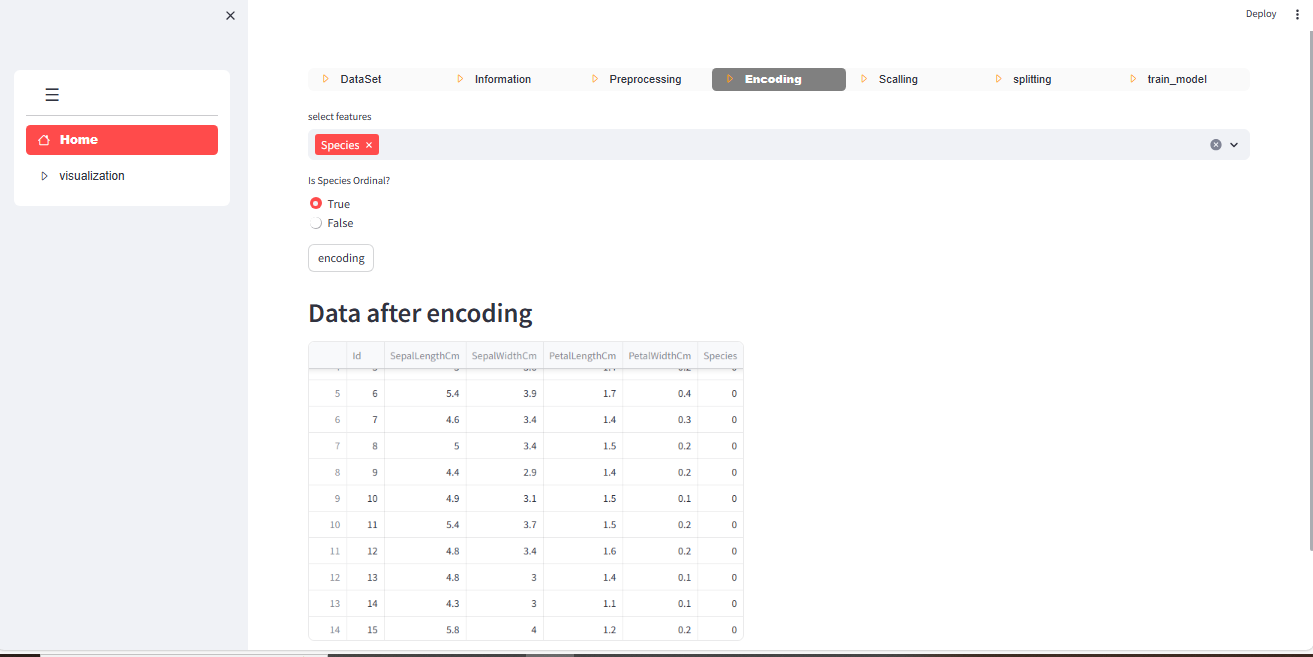 Deploy
DataSet Information Preprocessing Encoding Scalling splitting train_model
Home
visualization
select features
Species ×
Is Species Ordinal?
True
False
encoding
Data after encoding
Id SepalLengthCm SepalWidthCm PetalLengthCm PetalWidthCm Species
5 6 5.4 3.9 1.7 0.4 0
6 7 4.6 3.4 1.4 0.3 0
7 8 5 3.4 1.5 0.2 0
8 9 4.4 2.9 1.4 0.2 0
9 10 4.9 3.1 1.5 0.1 0
10 11 5.4 3.7 1.5 0.2 0
11 12 4.8 3.4 1.6 0.2 0
12 13 4.8 3 1.4 0.1 0
13 14 4.3 3 1.1 0.1 0
14 15 5.8 4 1.2 0.2 0